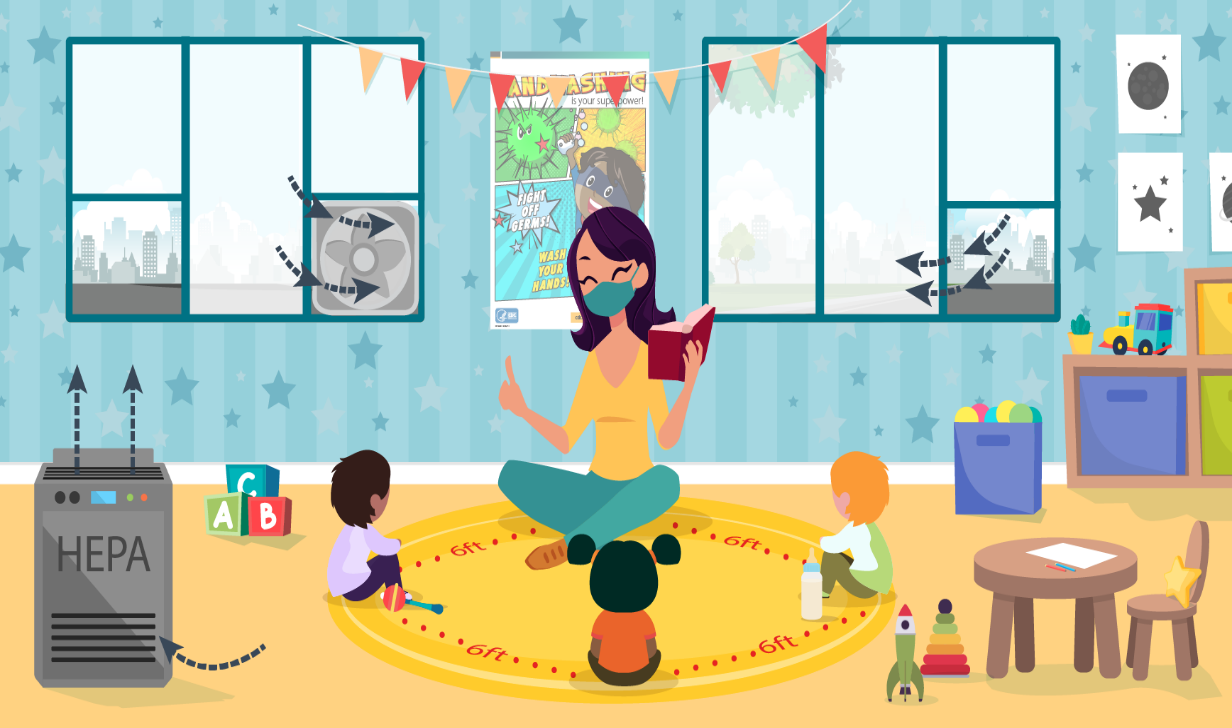 HANDWASHING
is your superpower!
FIGHT
OFF
GERMS!
WASH
YOUR
HANDS!
HEPA
C
A B
6ft 6ft
6ft 6ft